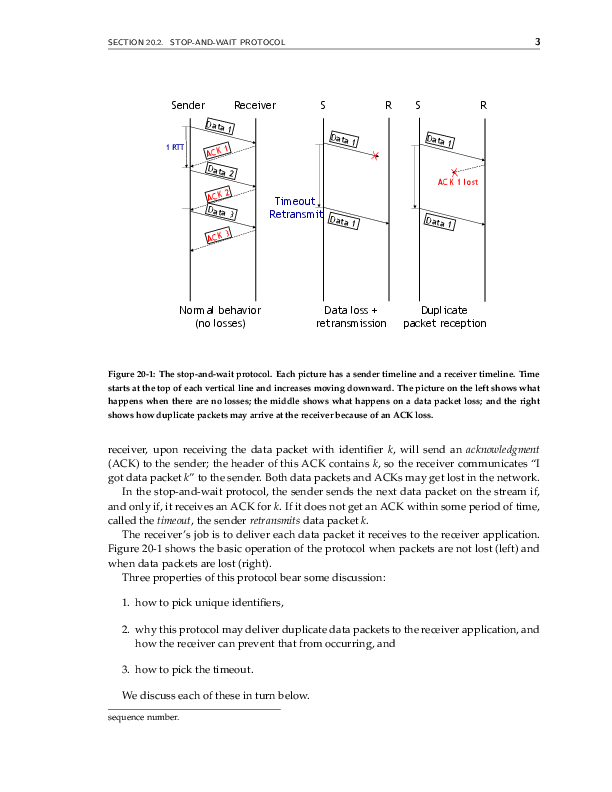 SECTION 20.2. STOP-AND-WAIT PROTOCOL 3
Sender Receiver S R S R
Data 1
ACK 1
1 RTT
Data 2
ACK 2
Data 3
ACK 3
Normal behavior
(no losses)
Data 1
Timeout
Retransmit
Data 1
Data loss +
retransmission
Data 1
ACK 1 lost
Data 1
Duplicate
packet reception
Figure 20-1: The stop-and-wait protocol. Each picture has a sender timeline and a receiver timeline. Time
starts at the top of each vertical line and increases moving downward. The picture on the left shows what
happens when there are no losses; the middle shows what happens on a data packet loss; and the right
shows how duplicate packets may arrive at the receiver because of an ACK loss.
receiver, upon receiving the data packet with identifier k, will send an acknowledgment
(ACK) to the sender; the header of this ACK contains k, so the receiver communicates “I
got data packet k” to the sender. Both data packets and ACKs may get lost in the network.
In the stop-and-wait protocol, the sender sends the next data packet on the stream if,
and only if, it receives an ACK for k. If it does not get an ACK within some period of time,
called the timeout, the sender retransmits data packet k.
The receiver’s job is to deliver each data packet it receives to the receiver application.
Figure 20-1 shows the basic operation of the protocol when packets are not lost (left) and
when data packets are lost (right).
Three properties of this protocol bear some discussion:
1. how to pick unique identifiers,
2. why this protocol may deliver duplicate data packets to the receiver application, and
how the receiver can prevent that from occurring, and
3. how to pick the timeout.
We discuss each of these in turn below.
sequence number.